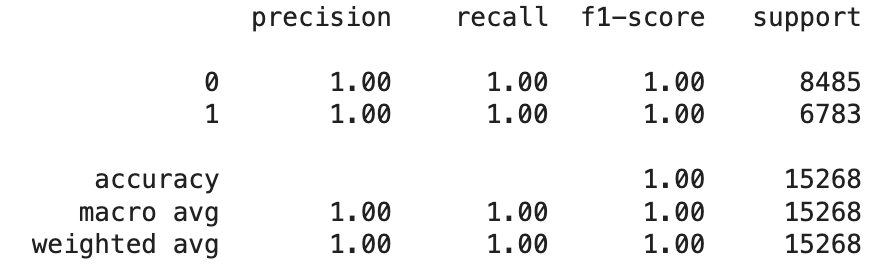 precision recall f1-score support
0 1.00 1.00 1.00 8485
1 1.00 1.00 1.00 6783
accuracy 1.00 15268
macro avg 1.00 1.00 1.00 15268
weighted avg 1.00 1.00 1.00 15268